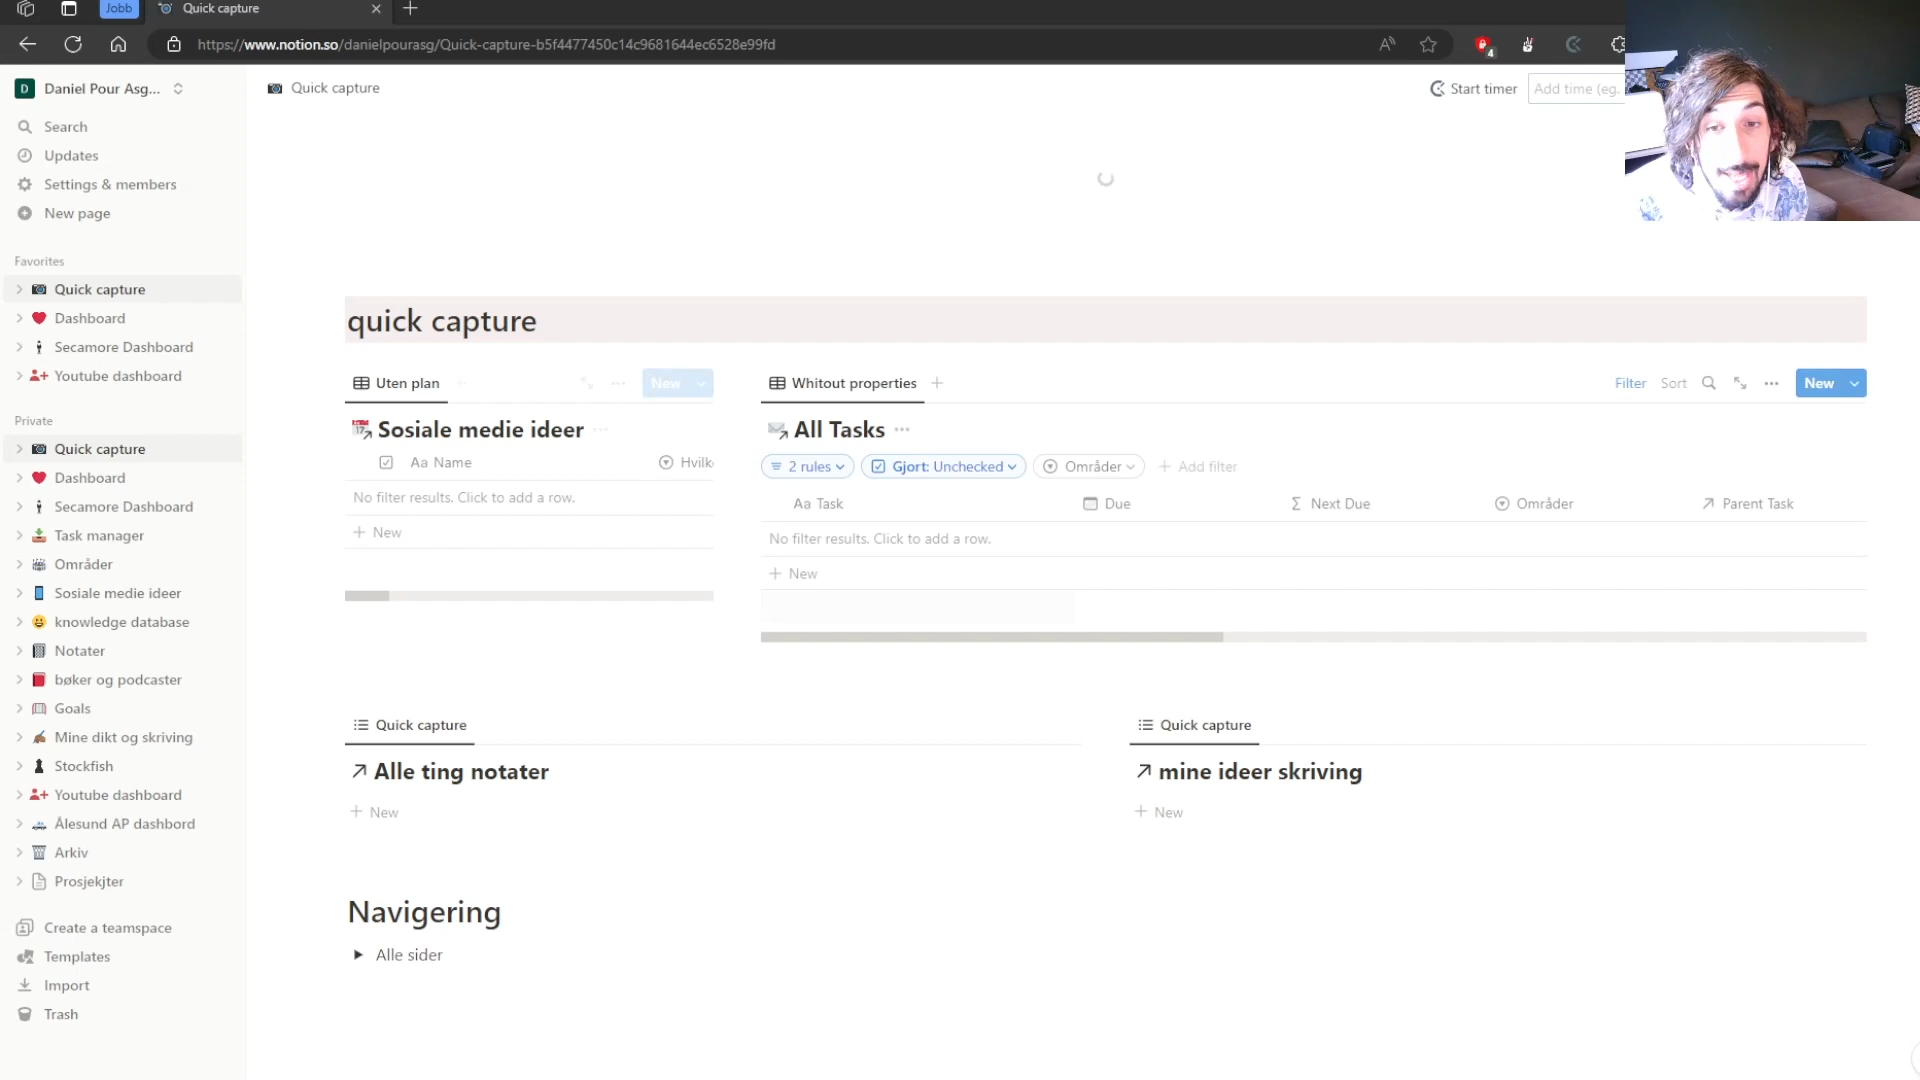 Jobb
Quick capture
https://www.notion.so/danielpourasg/Quick-capture-b5f4477450c14c9681644ec6528e99fd
4
D Daniel Pour Asg...
Quick capture
Start timer
Add time (eg.
Search
Updates
Settings & members
New page
Favorites
Quick capture
Dashboard
Secamore Dashboard
Youtube dashboard
Private
Quick capture
Dashboard
Secamore Dashboard
Task manager
Områder
Sosiale medie ideer
knowledge database
Notater
bøker og podcaster
Goals
Mine dikt og skriving
Stockfish
Youtube dashboard
Ålesund AP dashbord
Arkiv
Prosjekjter
Create a teamspace
Templates
Import
Trash
quick capture
Uten plan
New
Sosiale medie ideer
Aa Name
Hvilk
No filter results. Click to add a row.
+ New
Whitout properties
Filter
Sort
New
All Tasks
2 rules
Gjort: Unchecked
Områder
+ Add filter
Aa Task
Due
Next Due
Områder
Parent Task
No filter results. Click to add a row.
+ New
Quick capture
Alle ting notater
+ New
Quick capture
mine ideer skriving
+ New
Navigering
Alle sider